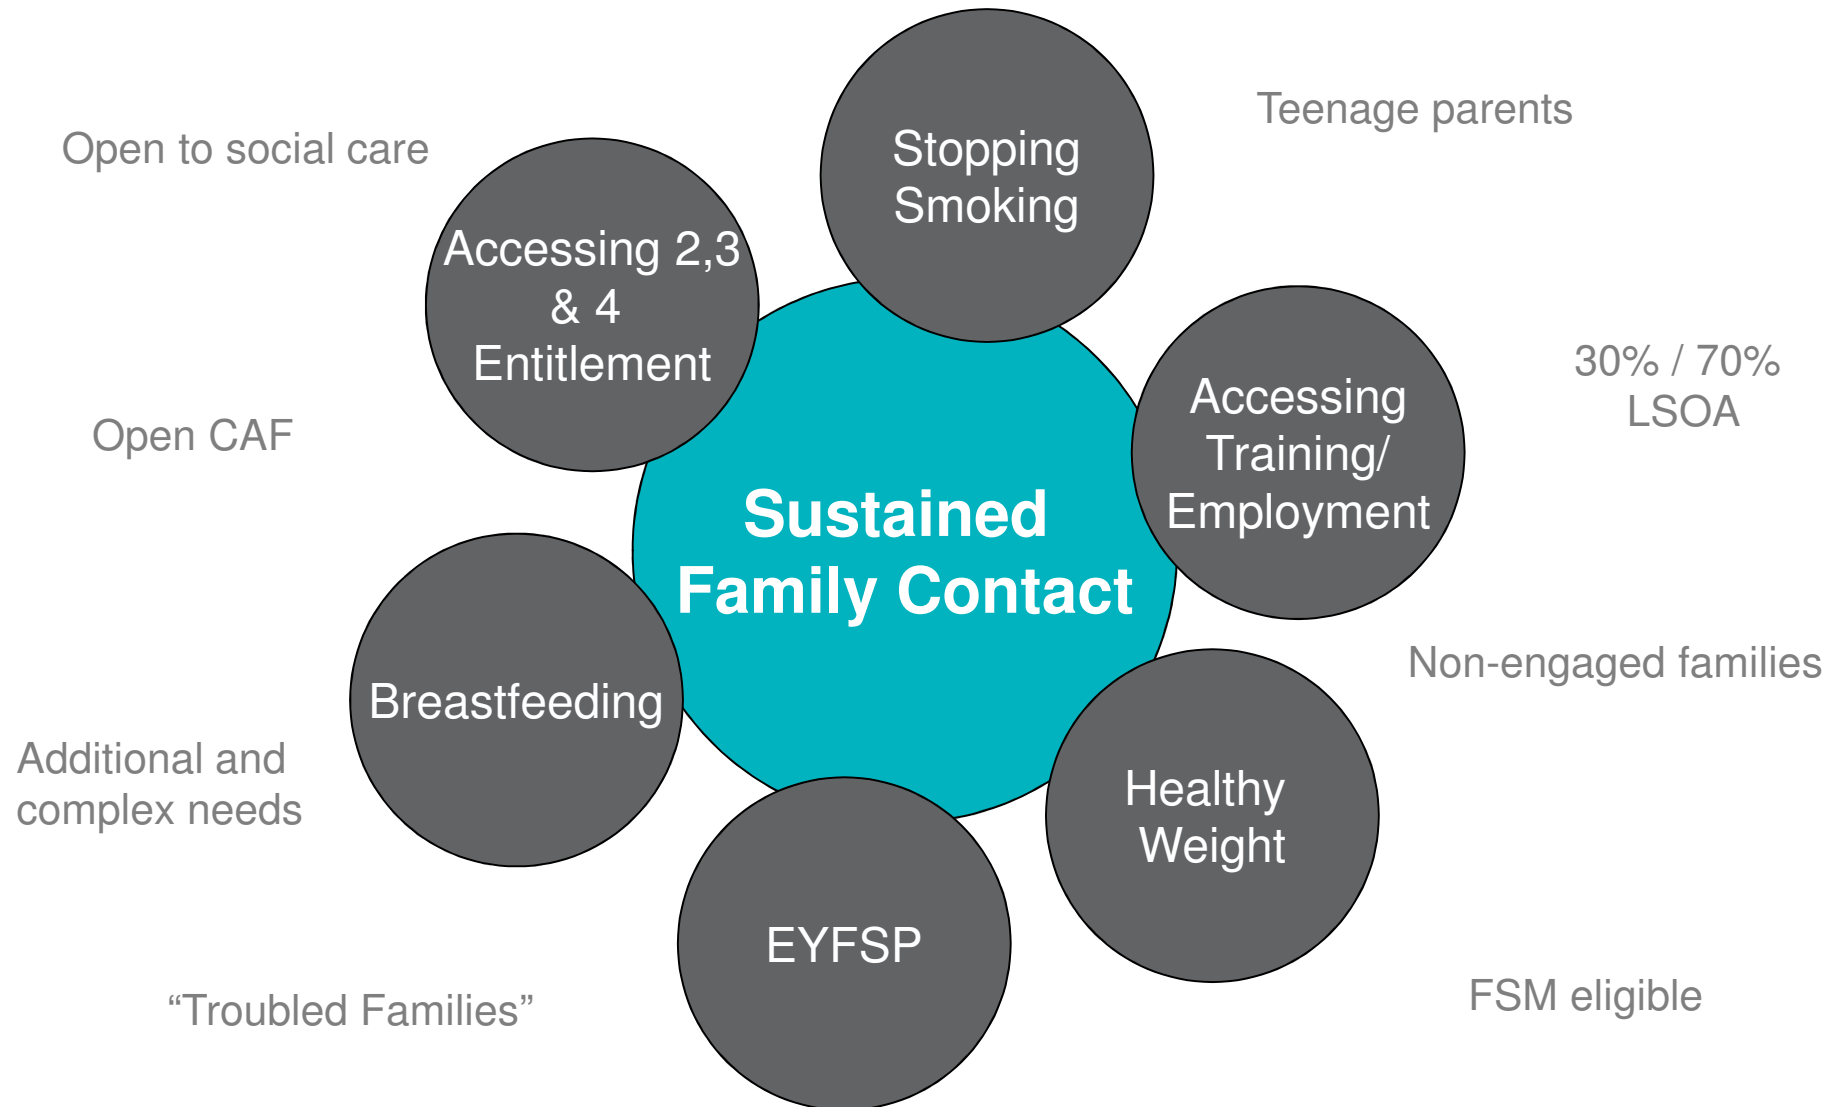 Teenage parents
Open to social care
Stopping
Smoking
Accessing 2,3
& 4
Entitlement
30% / 70%
LSOA
Accessing
Training/
Employment
Open CAF
Sustained
Family Contact
Non-engaged families
Breastfeeding
Additional and
complex needs
Healthy
Weight
EYFSP
“Troubled Families”
FSM eligible